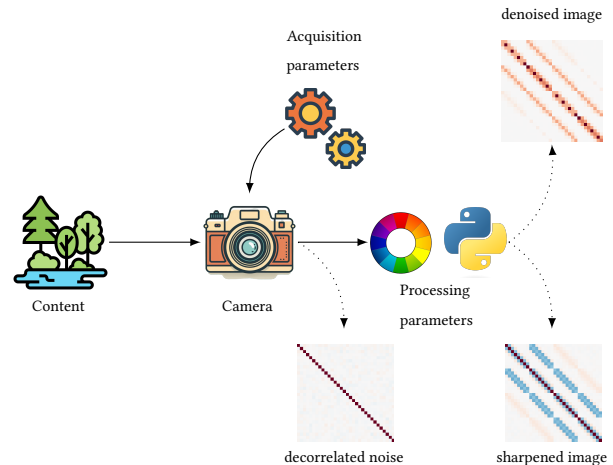 denoised image
Acquisition
parameters
Content
Camera
Processing
parameters
decorrelated noise
sharpened image